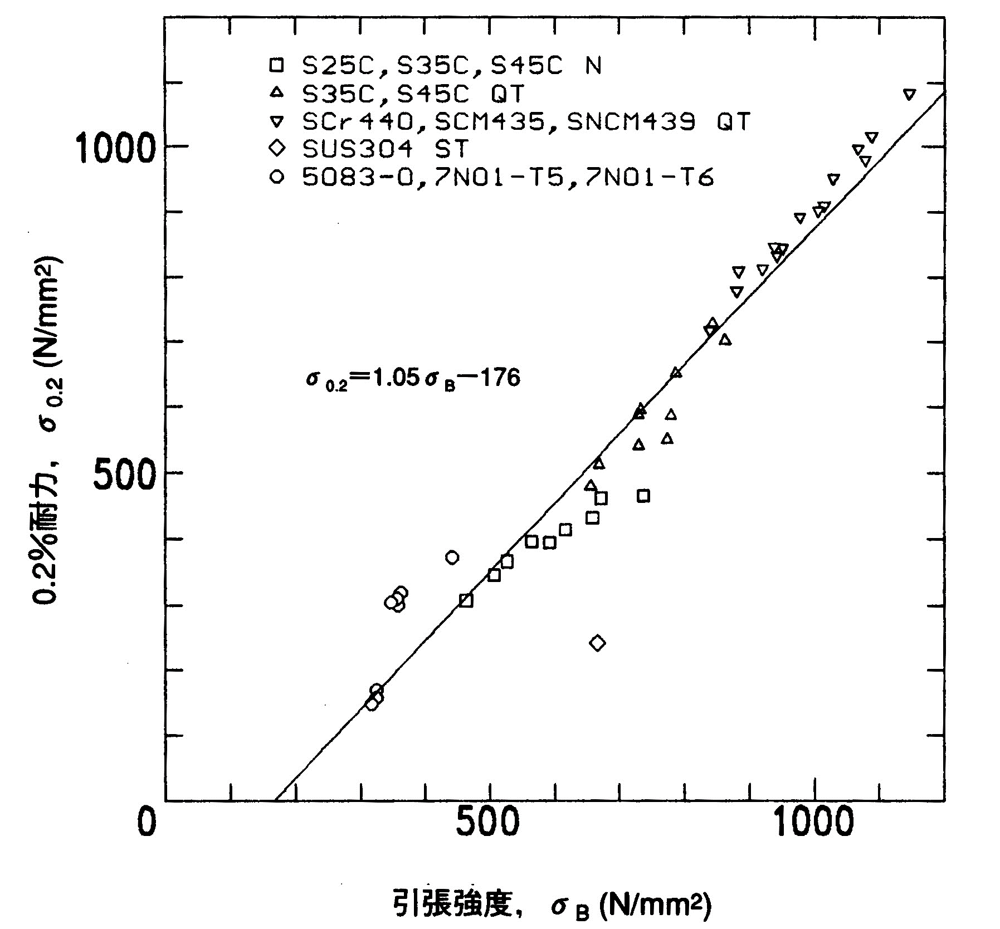 S25C,S35C,S45C N
S35C,S45C QT
SCr440,SCM435,SNCM439 QT
SUS304 ST
5083-O,7N01-T5,7N01-T6
1000
500
0
σ0.2=1.05σB−176
0.2%耐力, σ0.2 (N/mm2)
500
1000
引張強度, σB (N/mm2)